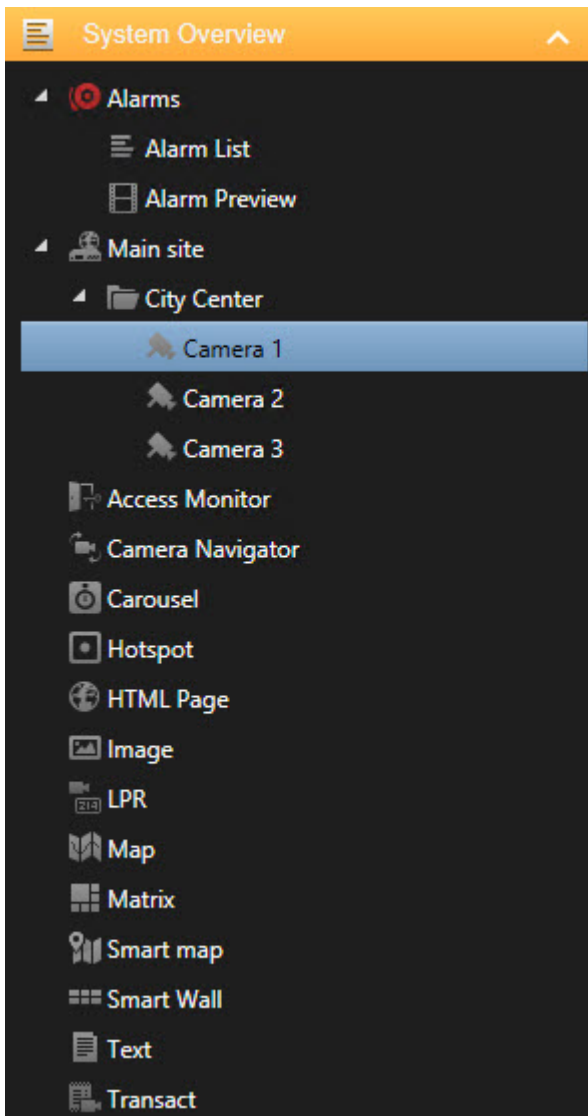 System Overview
Alarms
Alarm List
Alarm Preview
Main site
City Center
Camera 1
Camera 2
Camera 3
Access Monitor
Camera Navigator
Carousel
Hotspot
HTML Page
Image
LPR
Map
Matrix
Smart map
Smart Wall
Text
Transact